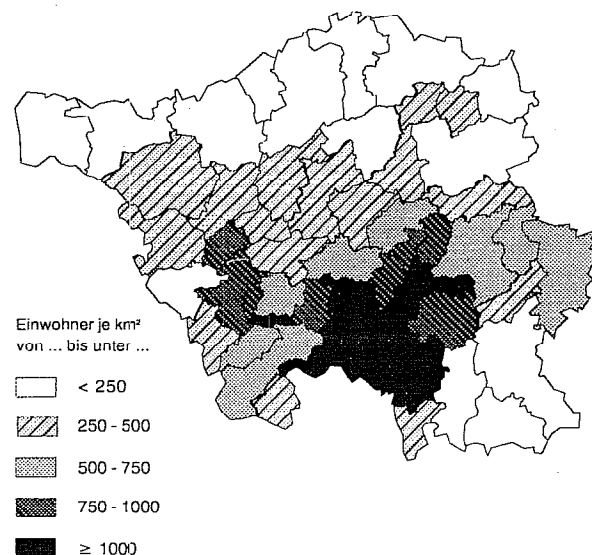 Einwohner je km²
von ... bis unter ...
< 250
250 - 500
500 - 750
750 - 1000
≥ 1000